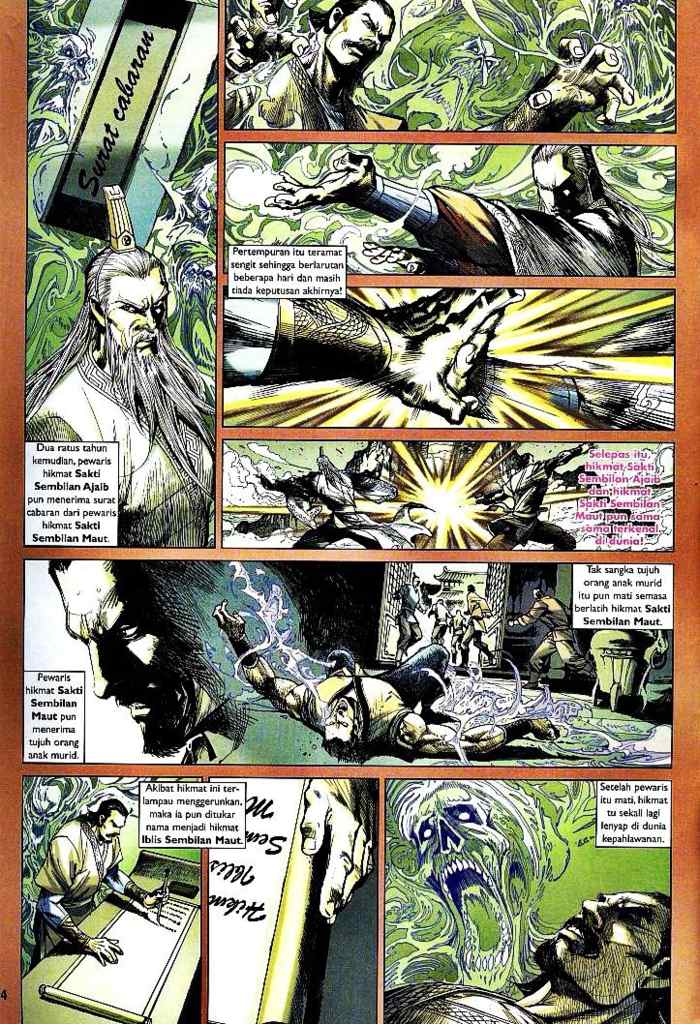 Surat cabaran
Dua ratus tahun
kemudian, pewaris
hikmat Sakti
Sembilan Ajaib
pun menerima surat
cabaran dari pewaris
hikmat Sakti
Sembilan Maut.
Pertempuran itu teramat
sengit sehingga berlarutan
beberapa hari dan masih
tiada keputusan akhirnya!
Selepas itu,
hikmat Sakti
Sembilan Ajaib
dan hikmat
Sakti Sembilan
Maut pun sama
sama terkenal
di dunia!
Pewaris
hikmat Sakti
Sembilan
Maut pun
menerima
tujuh orang
anak murid.
Tak sangka tujuh
orang anak murid
itu pun mati semasa
berlatih hikmat Sakti
Sembilan Maut.
Akibat hikmat ini ter-
lampau menggerunkan,
maka ia pun ditukar
nama menjadi hikmat
Iblis Sembilan Maut.
Hikm
Iblis
Sem
M
Setelah pewaris
itu mati, hikmat
tu sekali lagi
lenyap di dunia
kepahlawanan.
4